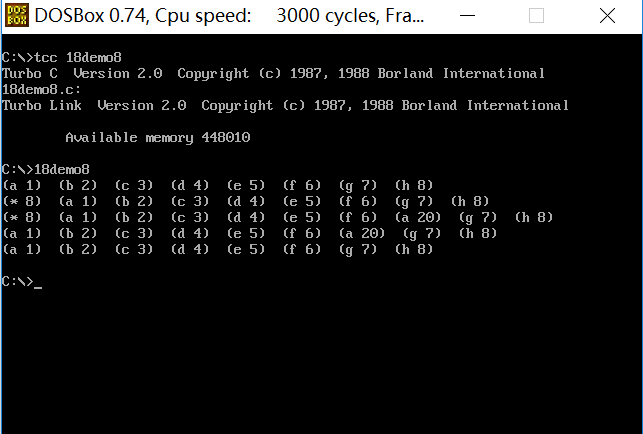 DOS BOX DOSBox 0.74, Cpu speed: 3000 cycles, Fra...
C:\>tcc 18demo8
Turbo C Version 2.0 Copyright (c) 1987, 1988 Borland International
18demo8.c:
Turbo Link Version 2.0 Copyright (c) 1987, 1988 Borland International
Available memory 448010
C:\>18demo8
(a 1) (b 2) (c 3) (d 4) (e 5) (f 6) (g 7) (h 8)
(* 8) (a 1) (b 2) (c 3) (d 4) (e 5) (f 6) (g 7) (h 8)
(* 8) (a 1) (b 2) (c 3) (d 4) (e 5) (f 6) (a 20) (g 7) (h 8)
(a 1) (b 2) (c 3) (d 4) (e 5) (f 6) (a 20) (g 7) (h 8)
(a 1) (b 2) (c 3) (d 4) (e 5) (f 6) (g 7) (h 8)
C:\>_